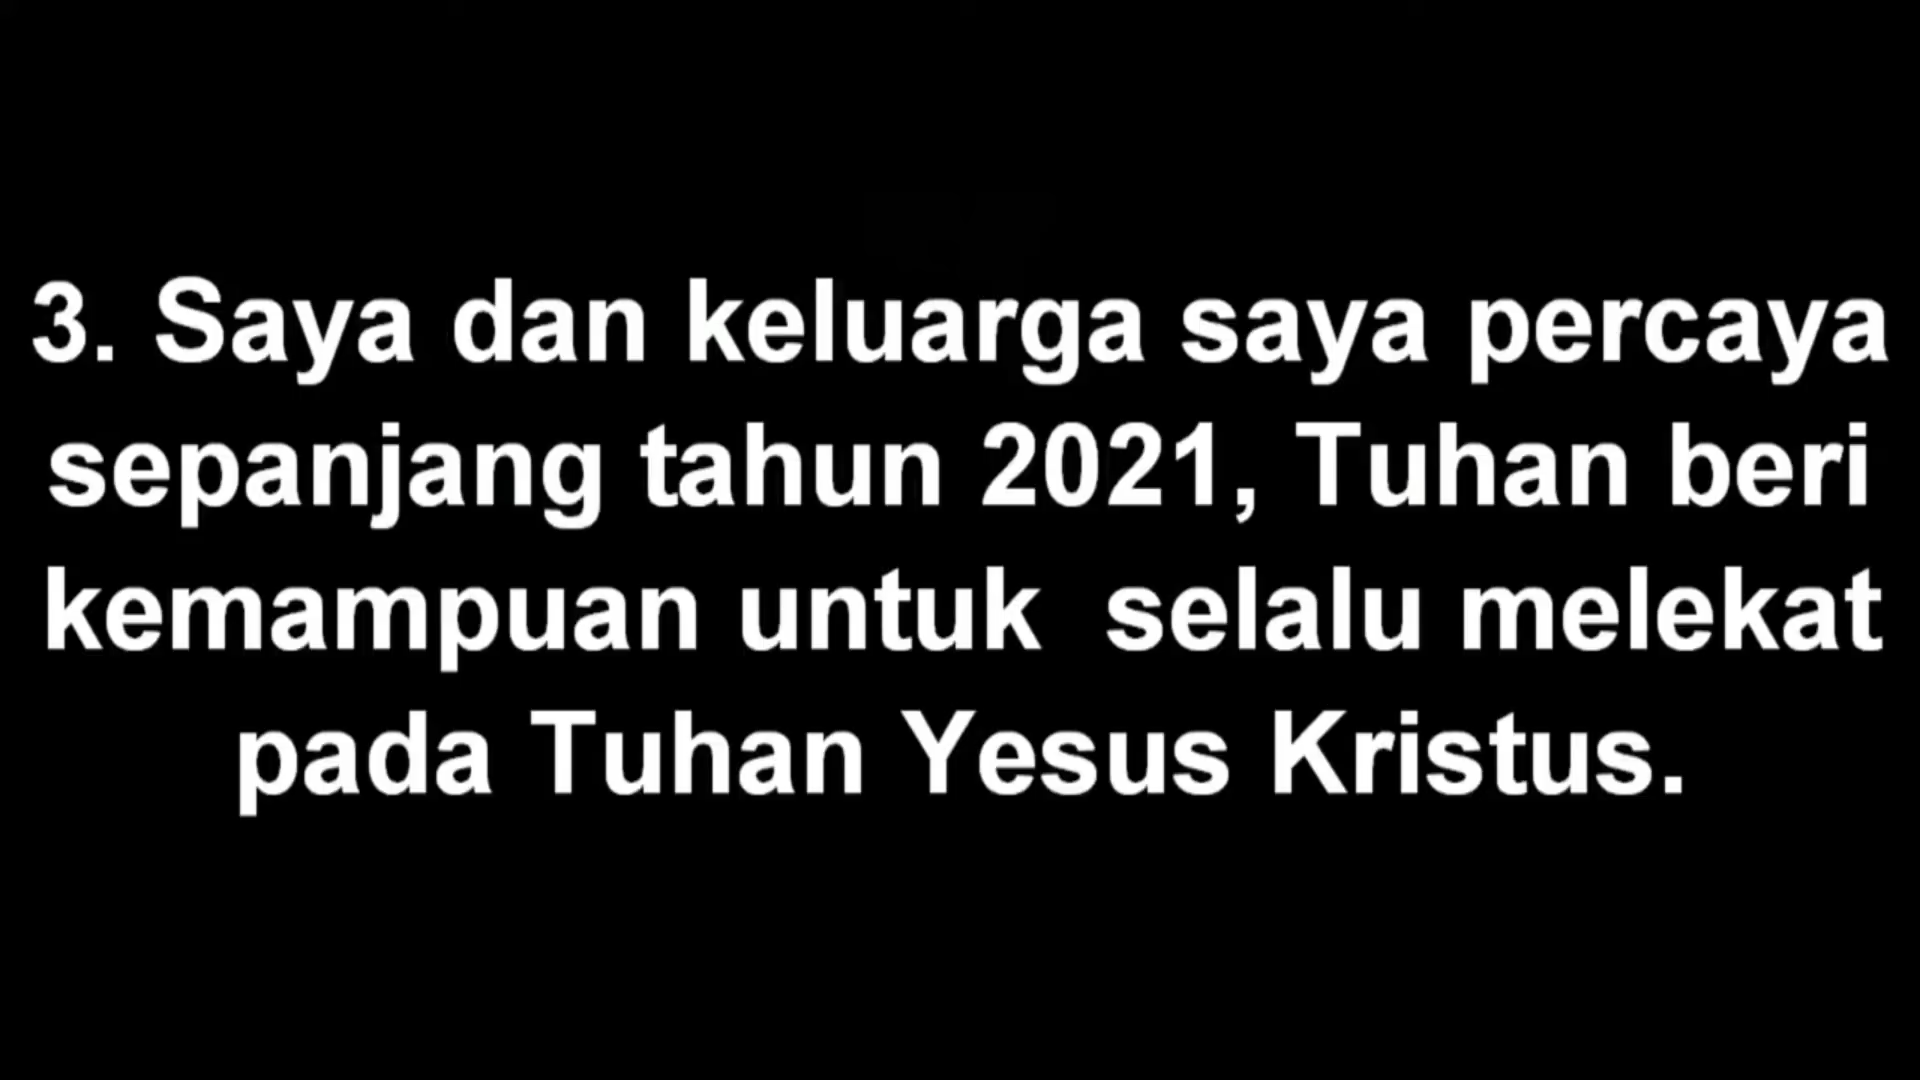 3. Saya dan keluarga saya percaya
sepanjang tahun 2021, Tuhan beri
kemampuan untuk  selalu melekat
pada Tuhan Yesus Kristus.